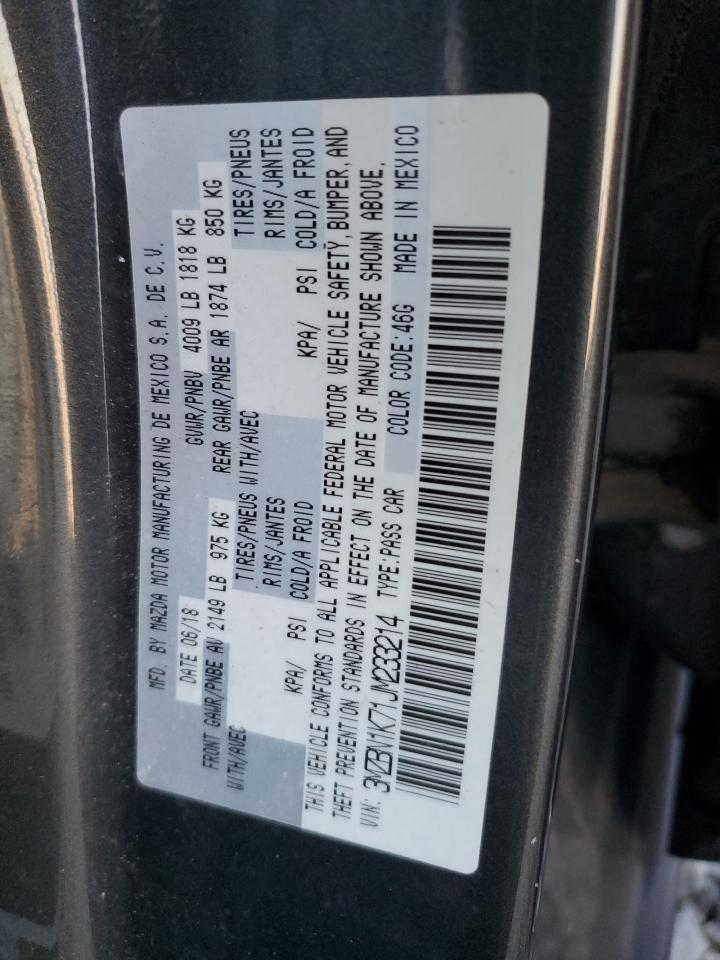 MFD. BY MAZDA MOTOR MANUFACTURING DE MEXICO S.A. DE C.V.
DATE 06/18 GVWR/PNBV 4009 LB 1818 KG
FRONT GAWR/PNBE AV 2149 LB 975 KG REAR GAWR/PNBE AR 1874 LB 850 KG
WITH/AVEC TIRES/PNEUS WITH/AVEC TIRES/PNEUS
RIMS/JANTES RIMS/JANTES
KPA/ PSI COLD/A FROID KPA/ PSI COLD/A FROID
THIS VEHICLE CONFORMS TO ALL APPLICABLE FEDERAL MOTOR VEHICLE SAFETY, BUMPER, AND
THEFT PREVENTION STANDARDS IN EFFECT ON THE DATE OF MANUFACTURE SHOWN ABOVE.
VIN: 3MZBV1K71JM233214 TYPE:PASS CAR COLOR CODE:46G MADE IN MEXICO